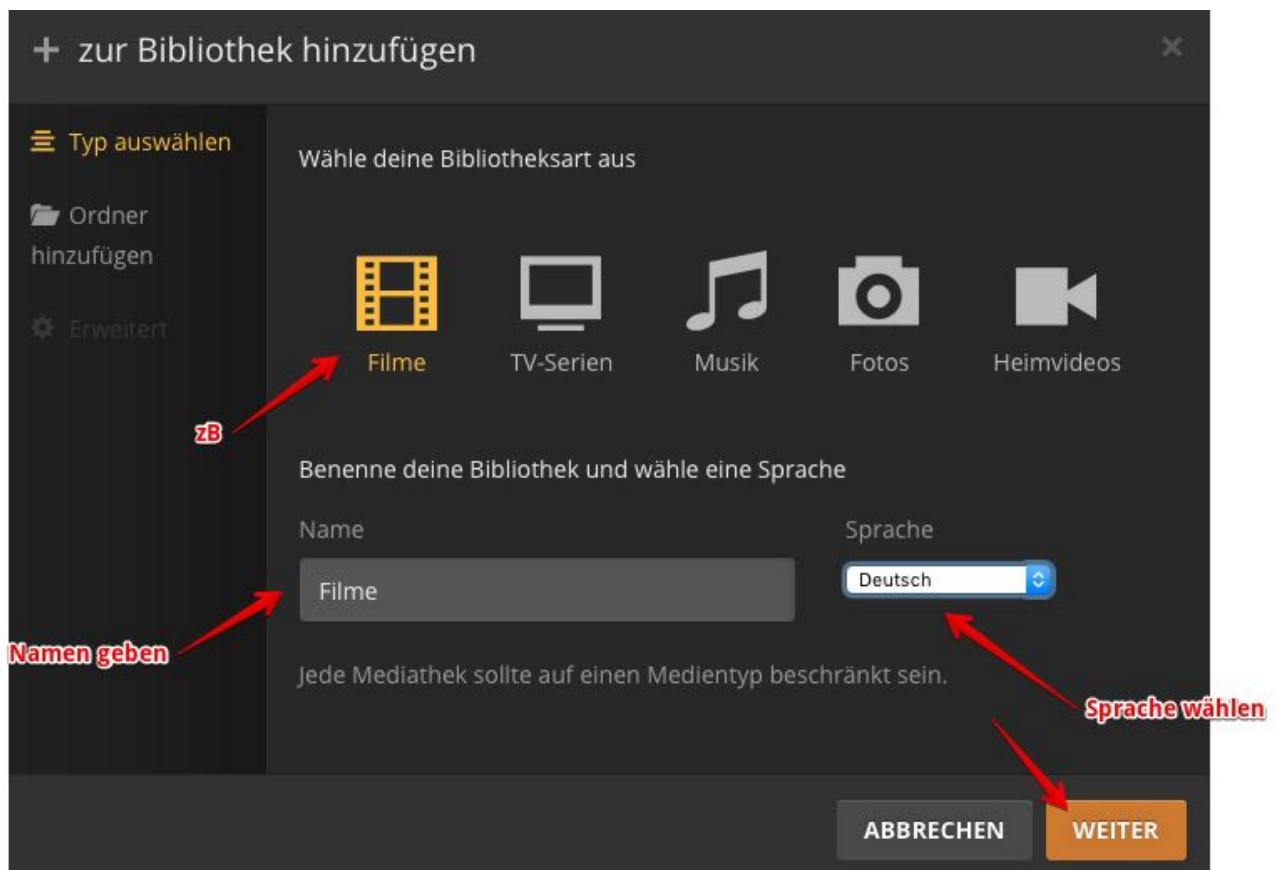 + zur Bibliothek hinzufügen
Typ auswählen
Ordner
hinzufügen
Erweitert
Wähle deine Bibliotheksart aus
Filme TV-Serien Musik Fotos Heimvideos
zB
Benenne deine Bibliothek und wähle eine Sprache
Name Sprache
Filme Deutsch
Namen geben
Jede Mediathek sollte auf einen Medientyp beschränkt sein.
Sprache wählen
ABBRECHEN WEITER